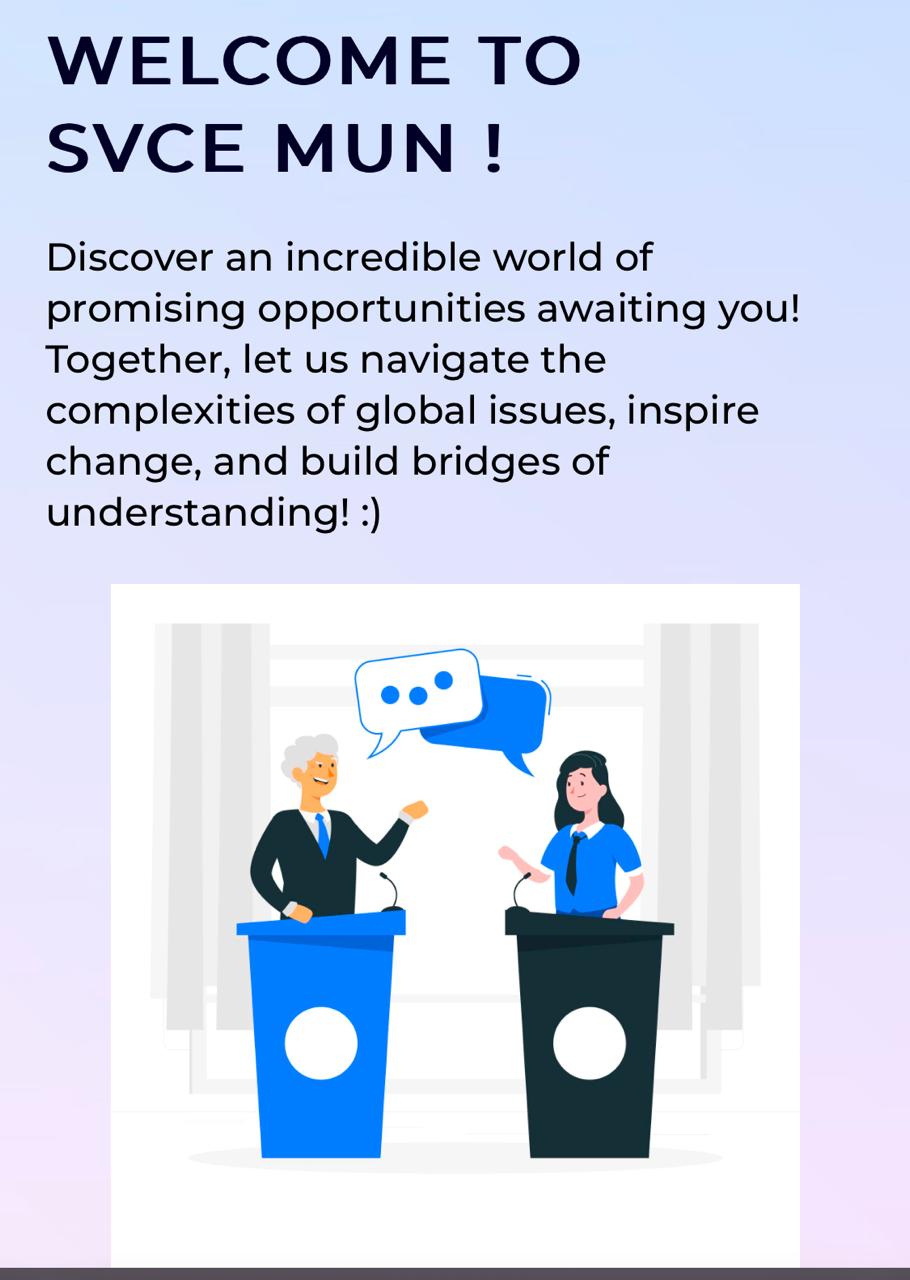 WELCOME TO
SVCE MUN !
Discover an incredible world of
promising opportunities awaiting you!
Together, let us navigate the
complexities of global issues, inspire
change, and build bridges of
understanding! :)